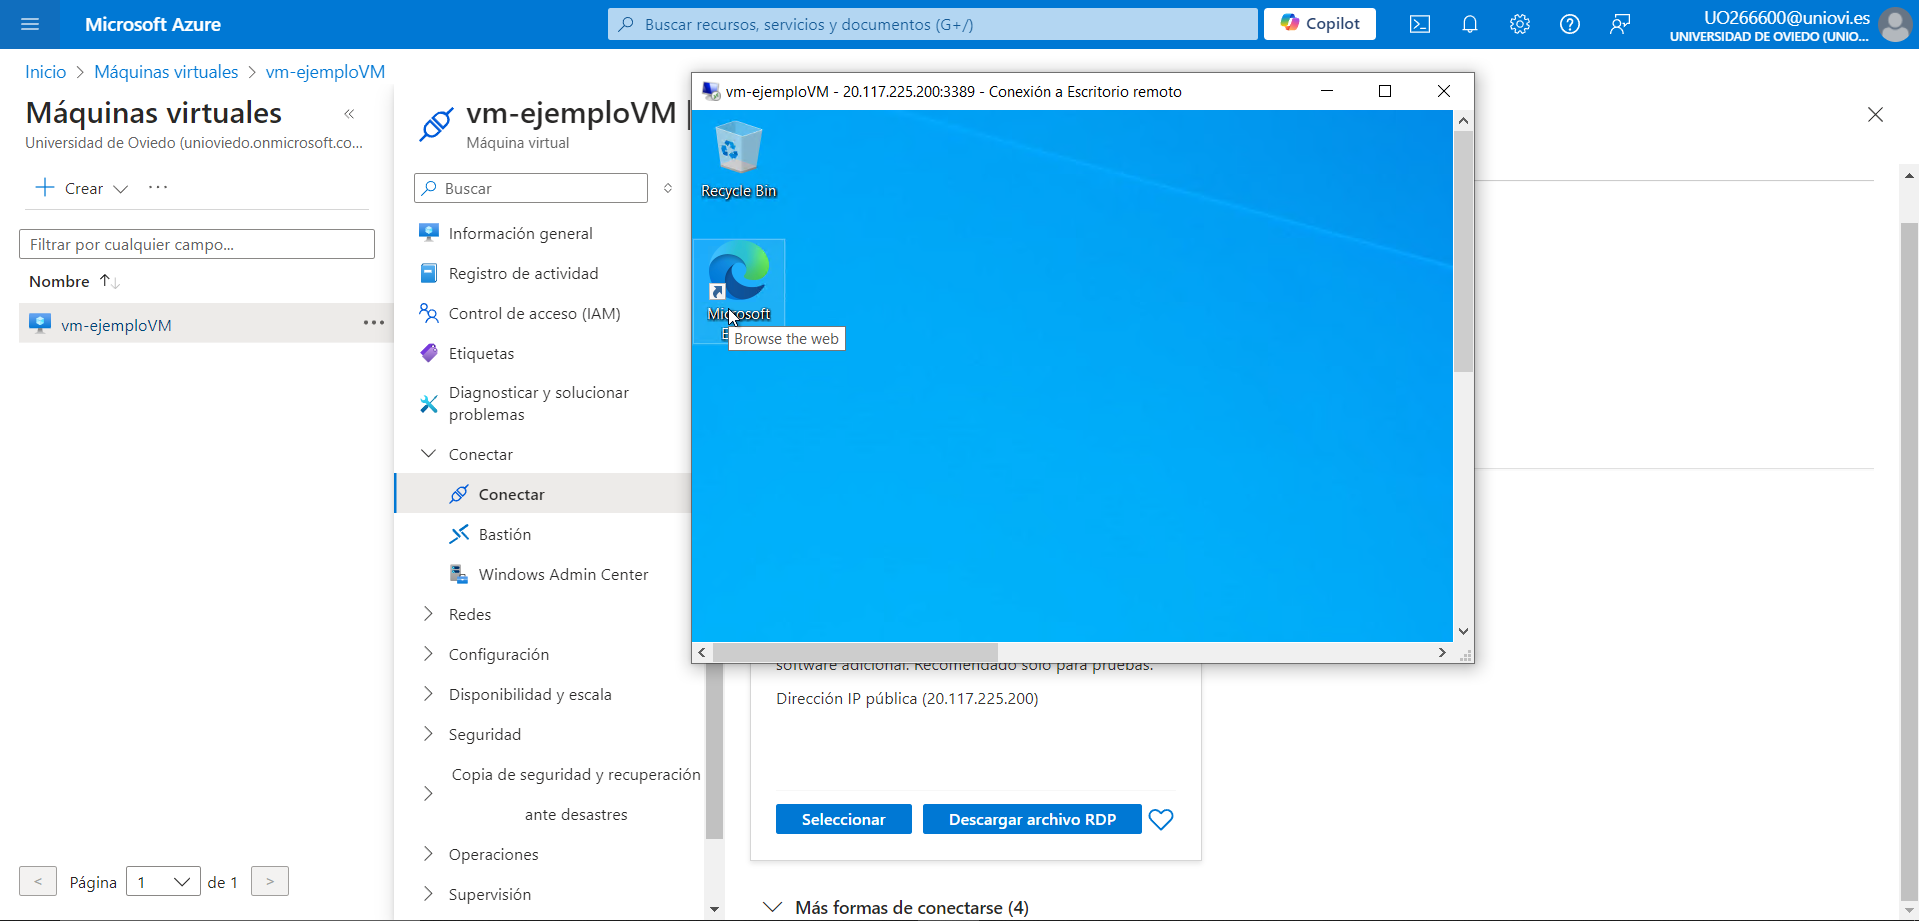 Microsoft Azure
Buscar recursos, servicios y documentos (G+/)
Copilot
UO266600@uniovi.es
UNIVERSIDAD DE OVIEDO (UNIO...
Inicio > Máquinas virtuales > vm-ejemploVM
Máquinas virtuales
Universidad de Oviedo (unioviedo.onmicrosoft.co...
Crear
Filtrar por cualquier campo...
Nombre
vm-ejemploVM
< Página 1 de 1 >
vm-ejemploVM |
Máquina virtual
Buscar
Información general
Registro de actividad
Control de acceso (IAM)
Etiquetas
Diagnosticar y solucionar
problemas
Conectar
Conectar
Bastión
Windows Admin Center
Redes
Configuración
Disponibilidad y escala
Seguridad
Copia de seguridad y recuperación
ante desastres
Operaciones
Supervisión
vm-ejemploVM - 20.117.225.200:3389 - Conexión a Escritorio remoto
Recycle Bin
Microsoft
Browse the web
software adicional. Recomendado solo para pruebas.
Dirección IP pública (20.117.225.200)
Seleccionar
Descargar archivo RDP
Más formas de conectarse (4)